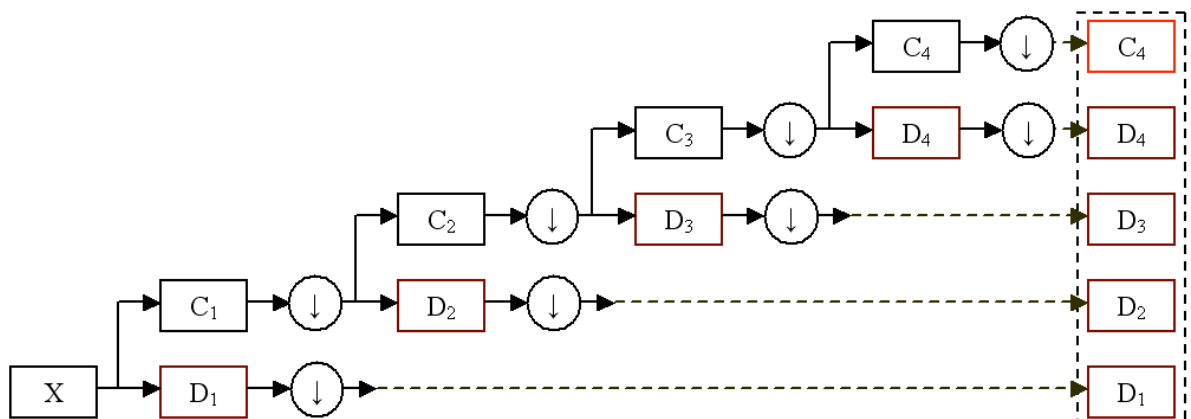 C₄ ↓ C₄
C₃ ↓ D₄ ↓ D₄
C₂ ↓ D₃ ↓ D₃
C₁ ↓ D₂ ↓ D₂
X D₁ ↓ D₁